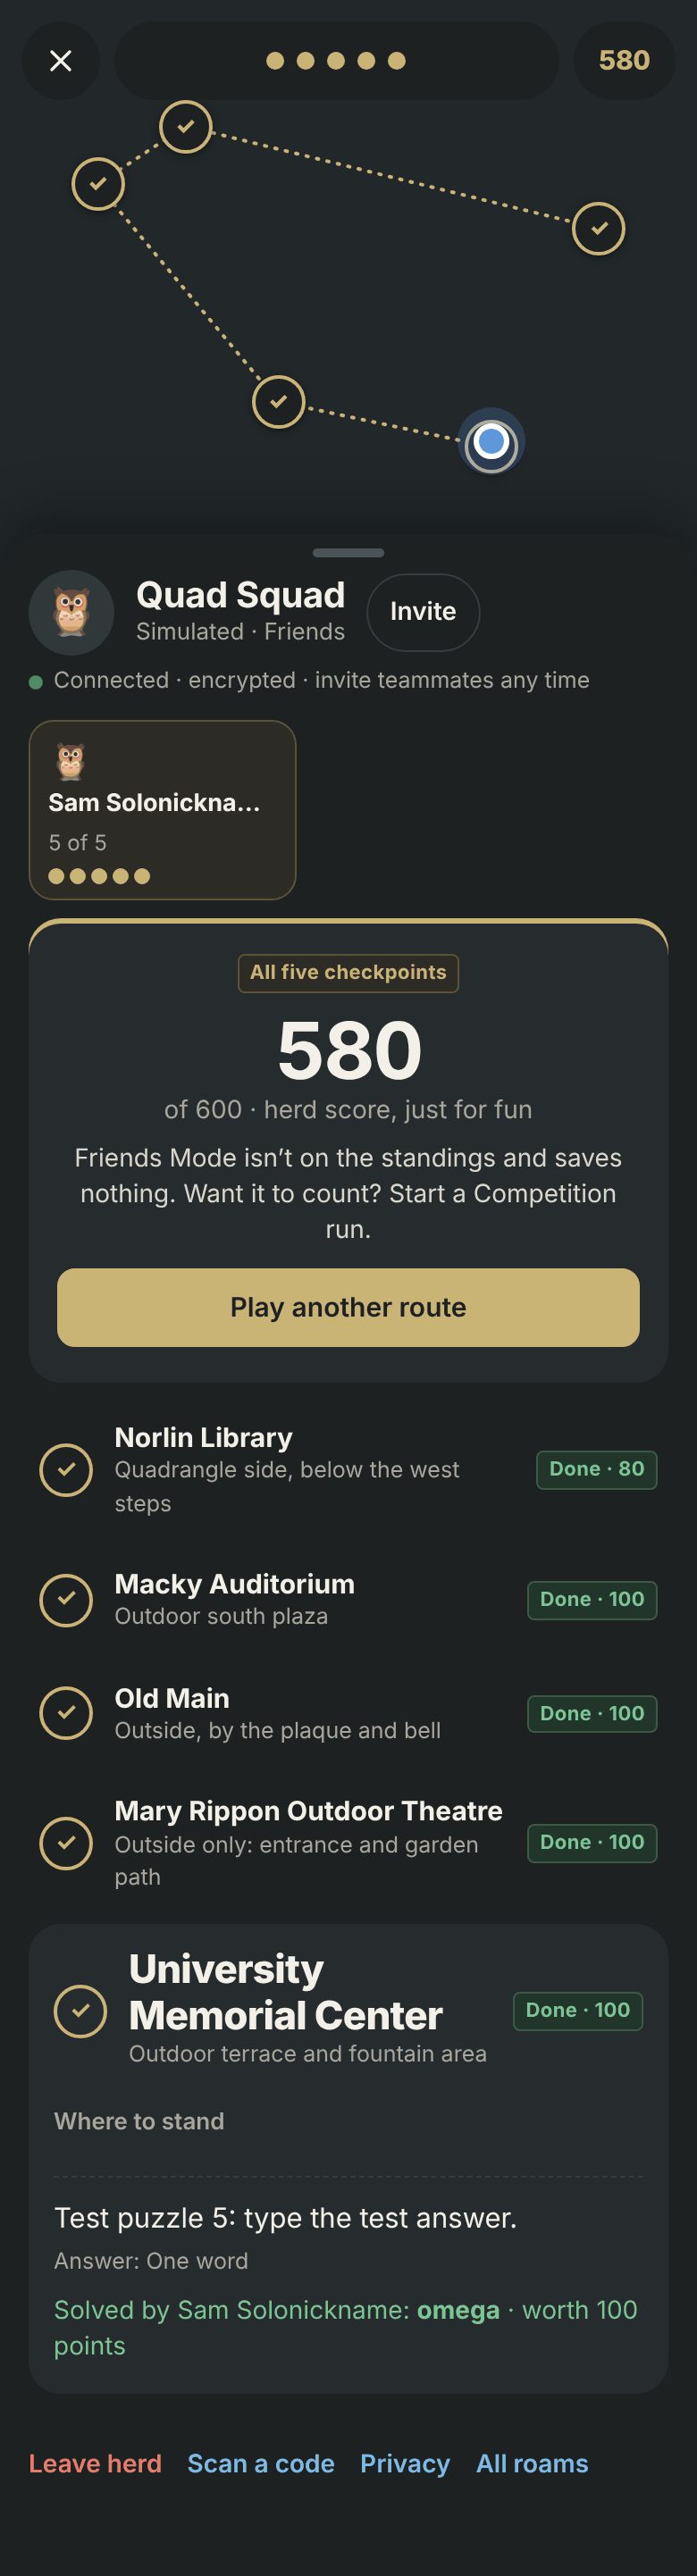 580
Quad Squad
Simulated · Friends
Invite
Connected · encrypted · invite teammates any time
Sam Solonickna...
5 of 5
All five checkpoints
580
of 600 · herd score, just for fun
Friends Mode isn’t on the standings and saves
nothing. Want it to count? Start a Competition
run.
Play another route
Norlin Library
Quadrangle side, below the west
steps
Done · 80
Macky Auditorium
Outdoor south plaza
Done · 100
Old Main
Outside, by the plaque and bell
Done · 100
Mary Rippon Outdoor Theatre
Outside only: entrance and garden
path
Done · 100
University
Memorial Center
Outdoor terrace and fountain area
Done · 100
Where to stand
Test puzzle 5: type the test answer.
Answer: One word
Solved by Sam Solonickname: omega · worth 100
points
Leave herd
Scan a code
Privacy
All roams